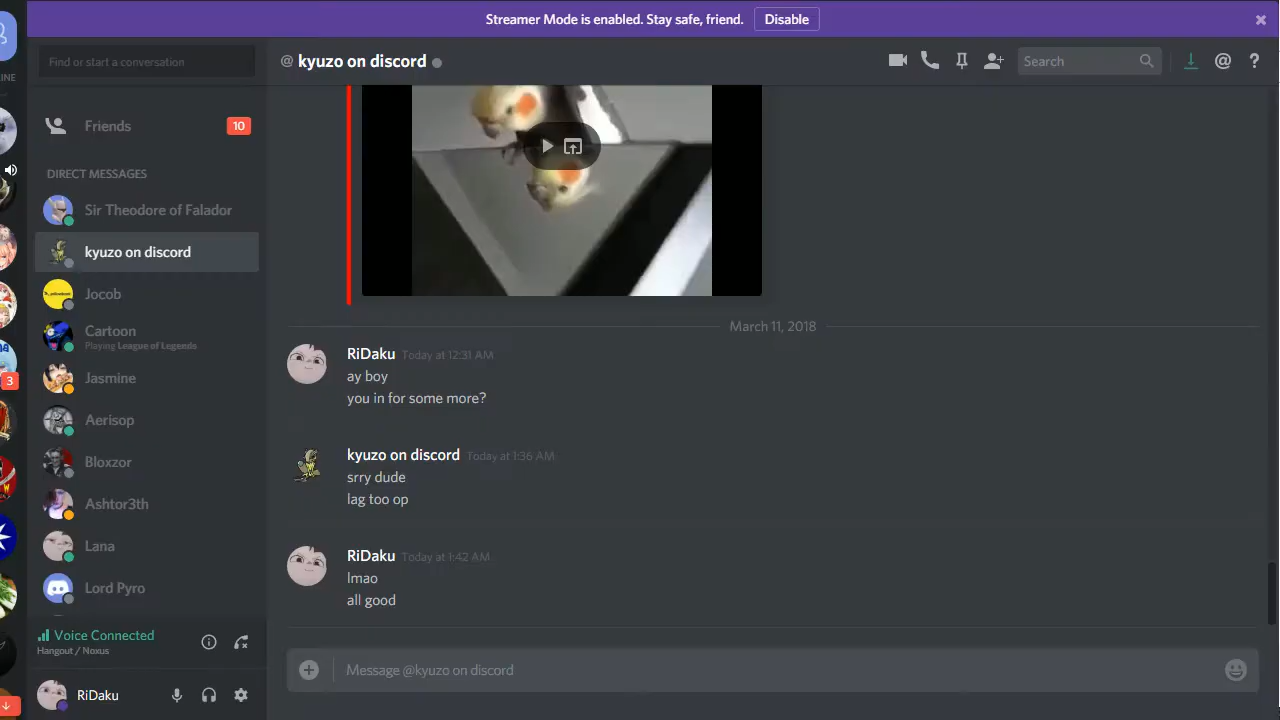 Streamer Mode is enabled. Stay safe, friend.
Disable
Find or start a conversation
@ kyuzo on discord
Search
Friends
10
DIRECT MESSAGES
Sir Theodore of Falador
kyuzo on discord
Jocob
Cartoon
Playing League of Legends
Jasmine
Aerisop
Bloxzor
Ashtor3th
Lana
Lord Pyro
3
Voice Connected
Hangout / Noxus
RiDaku
March 11, 2018
RiDaku Today at 12:31 AM
ay boy
you in for some more?
kyuzo on discord Today at 1:36 AM
srry dude
lag too op
RiDaku Today at 1:42 AM
lmao
all good
Message @kyuzo on discord